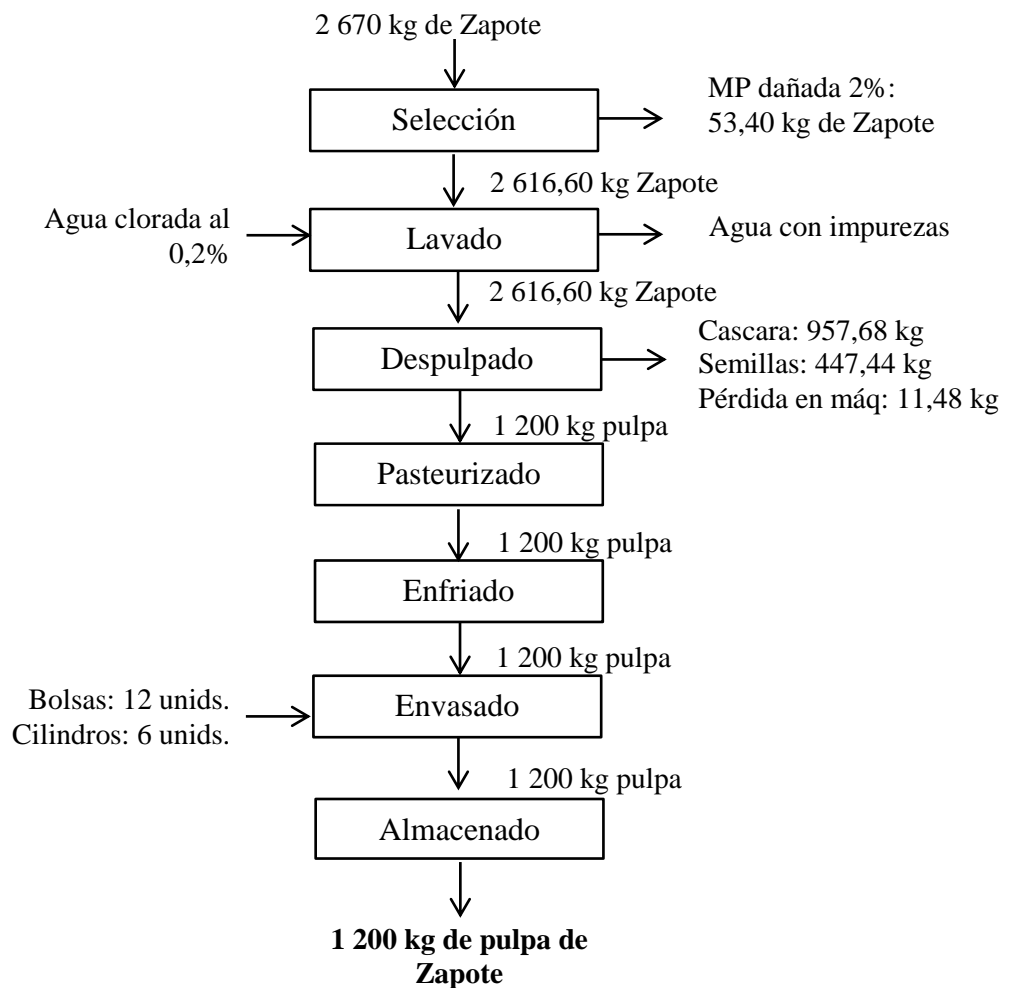 2 670 kg de Zapote
Selección
MP dañada 2%:
53,40 kg de Zapote
2 616,60 kg Zapote
Agua clorada al
0,2%
Lavado
Agua con impurezas
2 616,60 kg Zapote
Despulpado
Cascara: 957,68 kg
Semillas: 447,44 kg
Pérdida en máq: 11,48 kg
1 200 kg pulpa
Pasteurizado
1 200 kg pulpa
Enfriado
1 200 kg pulpa
Bolsas: 12 unids.
Cilindros: 6 unids.
Envasado
1 200 kg pulpa
Almacenado
1 200 kg de pulpa de
Zapote